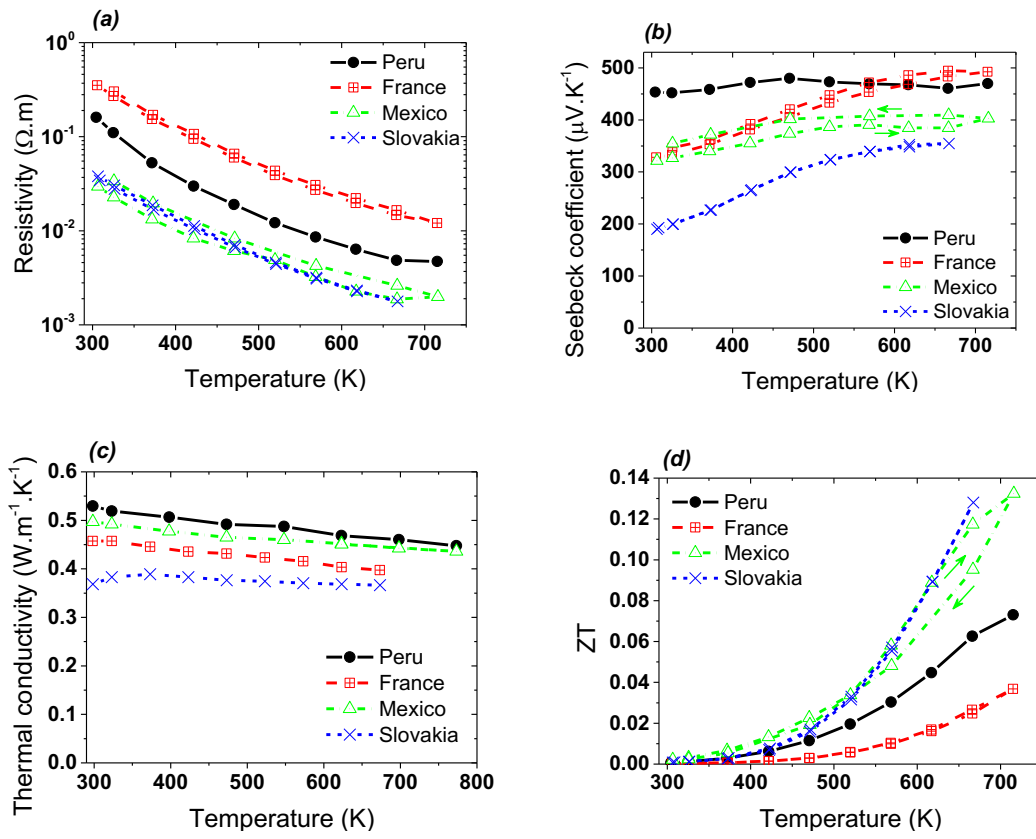 (a)
10⁰
10⁻¹
10⁻²
10⁻³
Resistivity (Ω.m)
Peru
France
Mexico
Slovakia
300 400 500 600 700
Temperature (K)
(b)
500
400
300
200
100
0
Seebeck coefficient (μV.K⁻¹)
Peru
France
Mexico
Slovakia
300 400 500 600 700
Temperature (K)
(c)
0.6
0.5
0.4
0.3
0.2
0.1
0.0
Thermal conductivity (W.m⁻¹.K⁻¹)
Peru
France
Mexico
Slovakia
300 400 500 600 700 800
Temperature (K)
(d)
0.14
0.12
0.10
0.08
0.06
0.04
0.02
0.00
ZT
Peru
France
Mexico
Slovakia
300 400 500 600 700
Temperature (K)